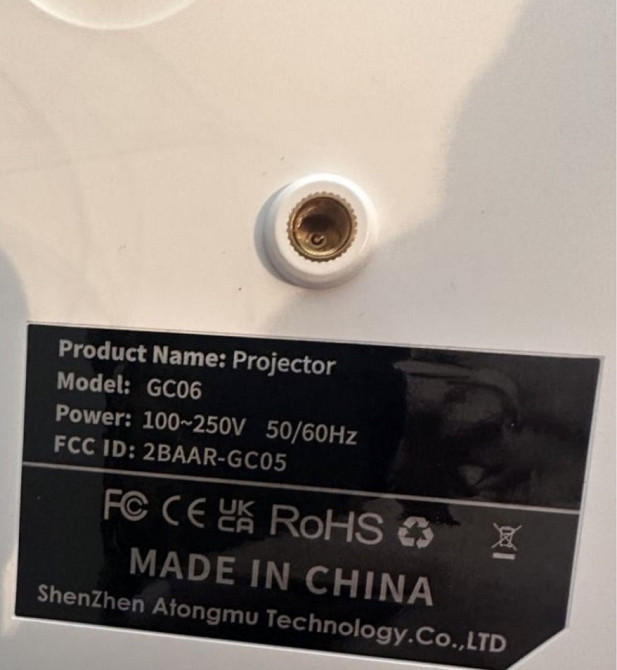 Product Name: Projector
Model: GC06
Power: 100~250V 50/60Hz
FCC ID: 2BAAR-GC05
FC CE UK CA RoHS
MADE IN CHINA
ShenZhen Atongmu Technology.Co.,LTD